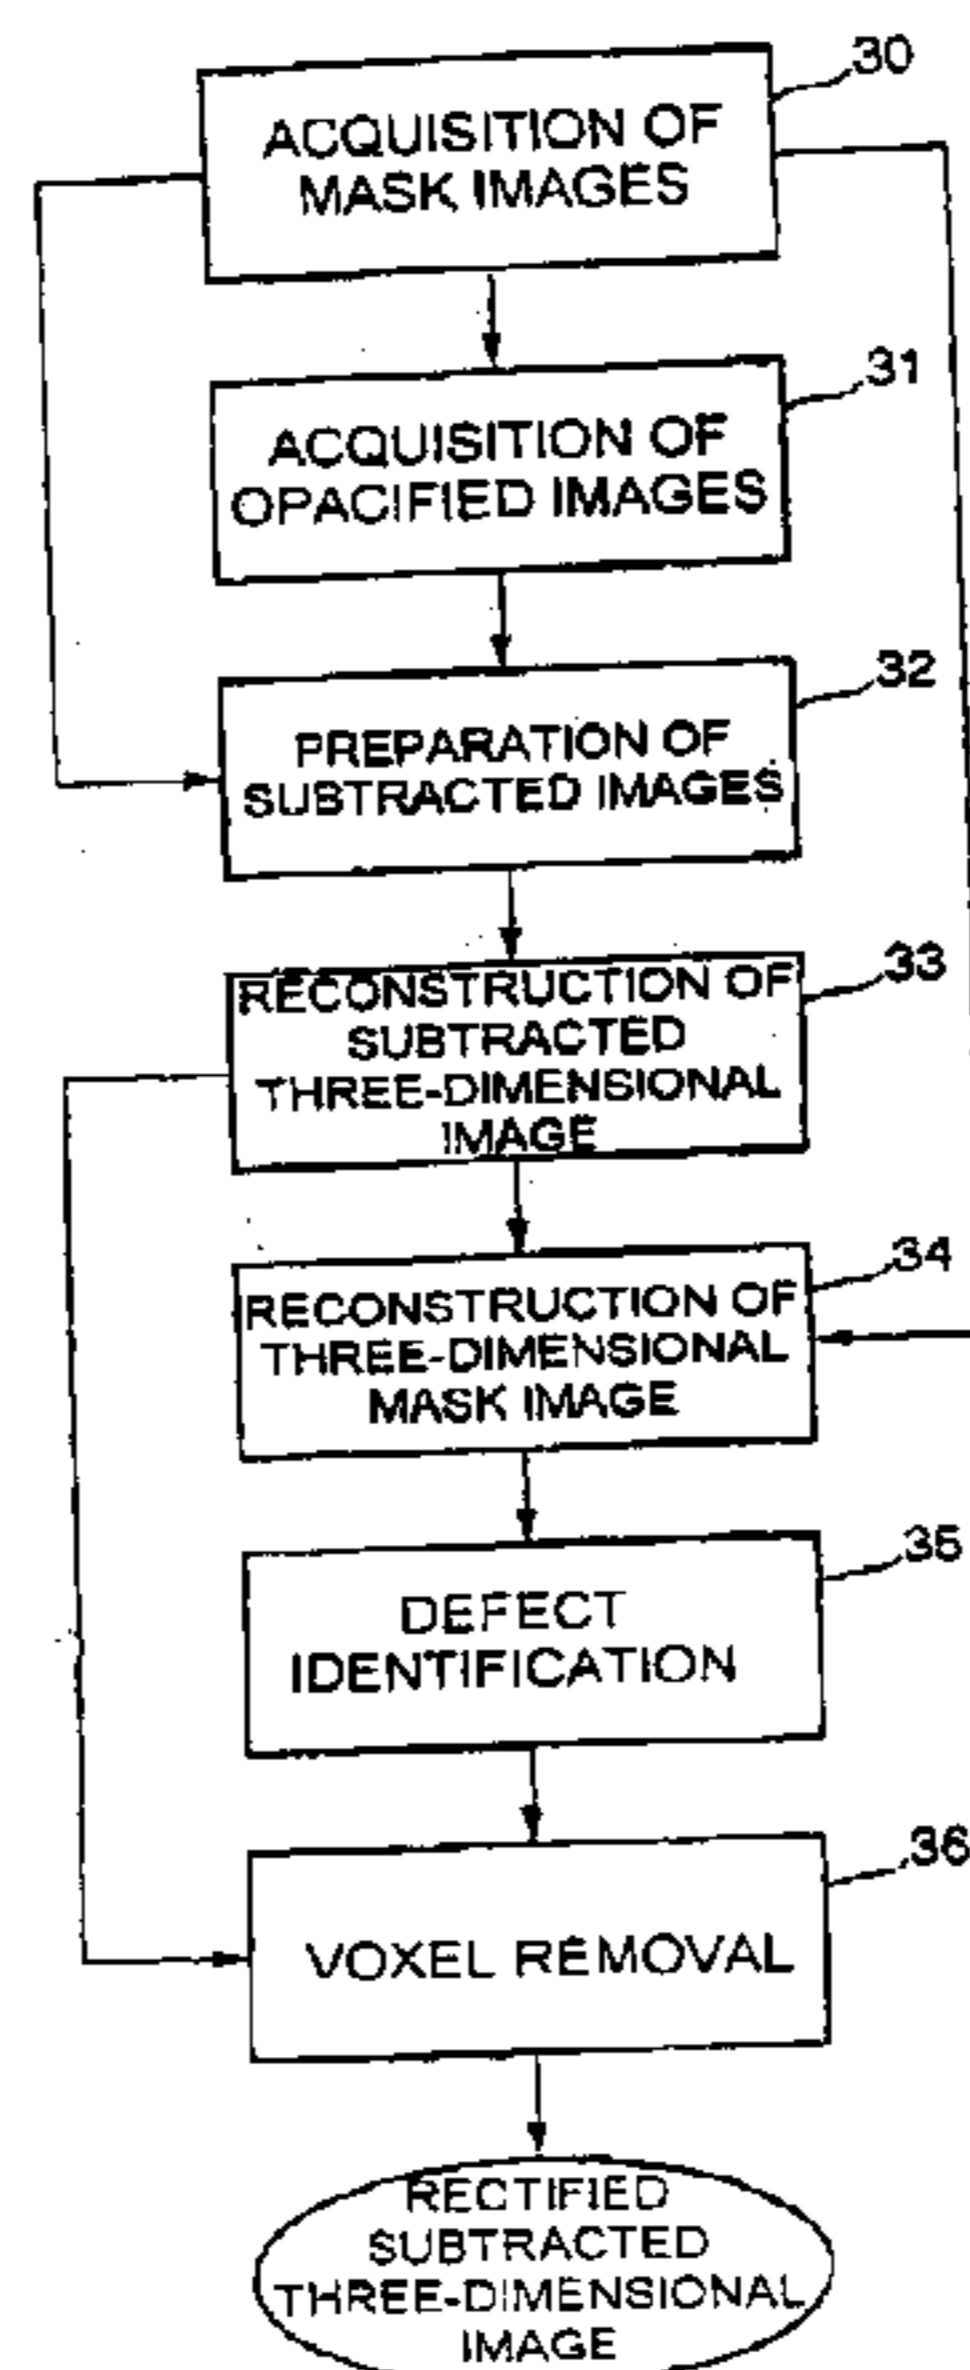 30
ACQUISITION OF
MASK IMAGES
31
ACQUISITION OF
OPACIFIED IMAGES
32
PREPARATION OF
SUBTRACTED IMAGES
33
RECONSTRUCTION OF
SUBTRACTED
THREE-DIMENSIONAL
IMAGE
34
RECONSTRUCTION OF
THREE-DIMENSIONAL
MASK IMAGE
35
DEFECT
IDENTIFICATION
36
VOXEL REMOVAL
RECTIFIED
SUBTRACTED
THREE-DIMENSIONAL
IMAGE